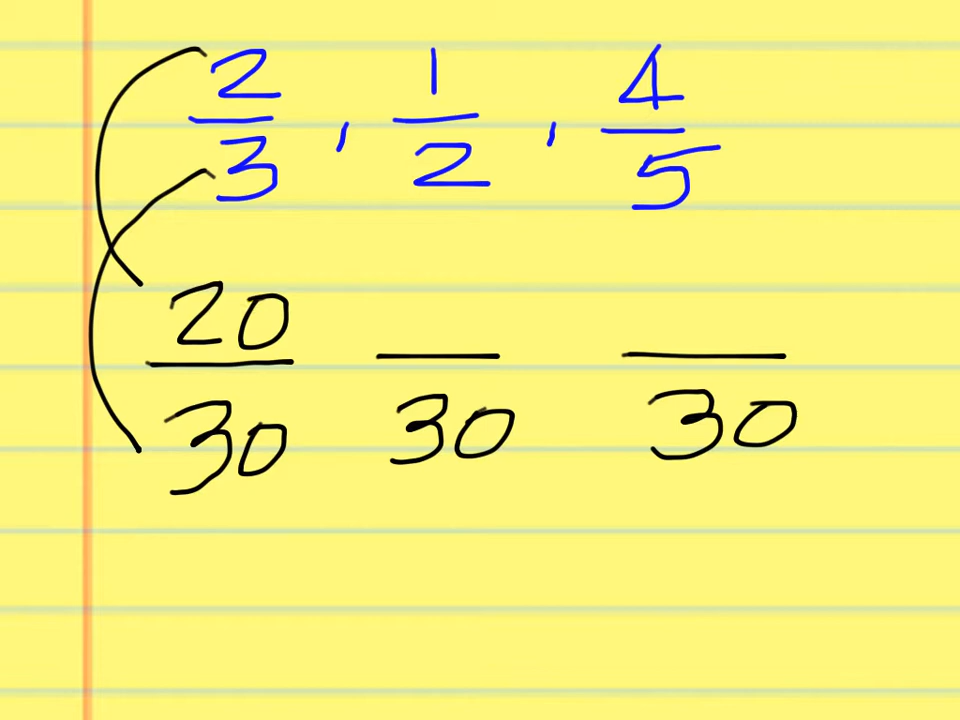 2/3 , 1/2 , 4/5
20/30 __/30 __/30